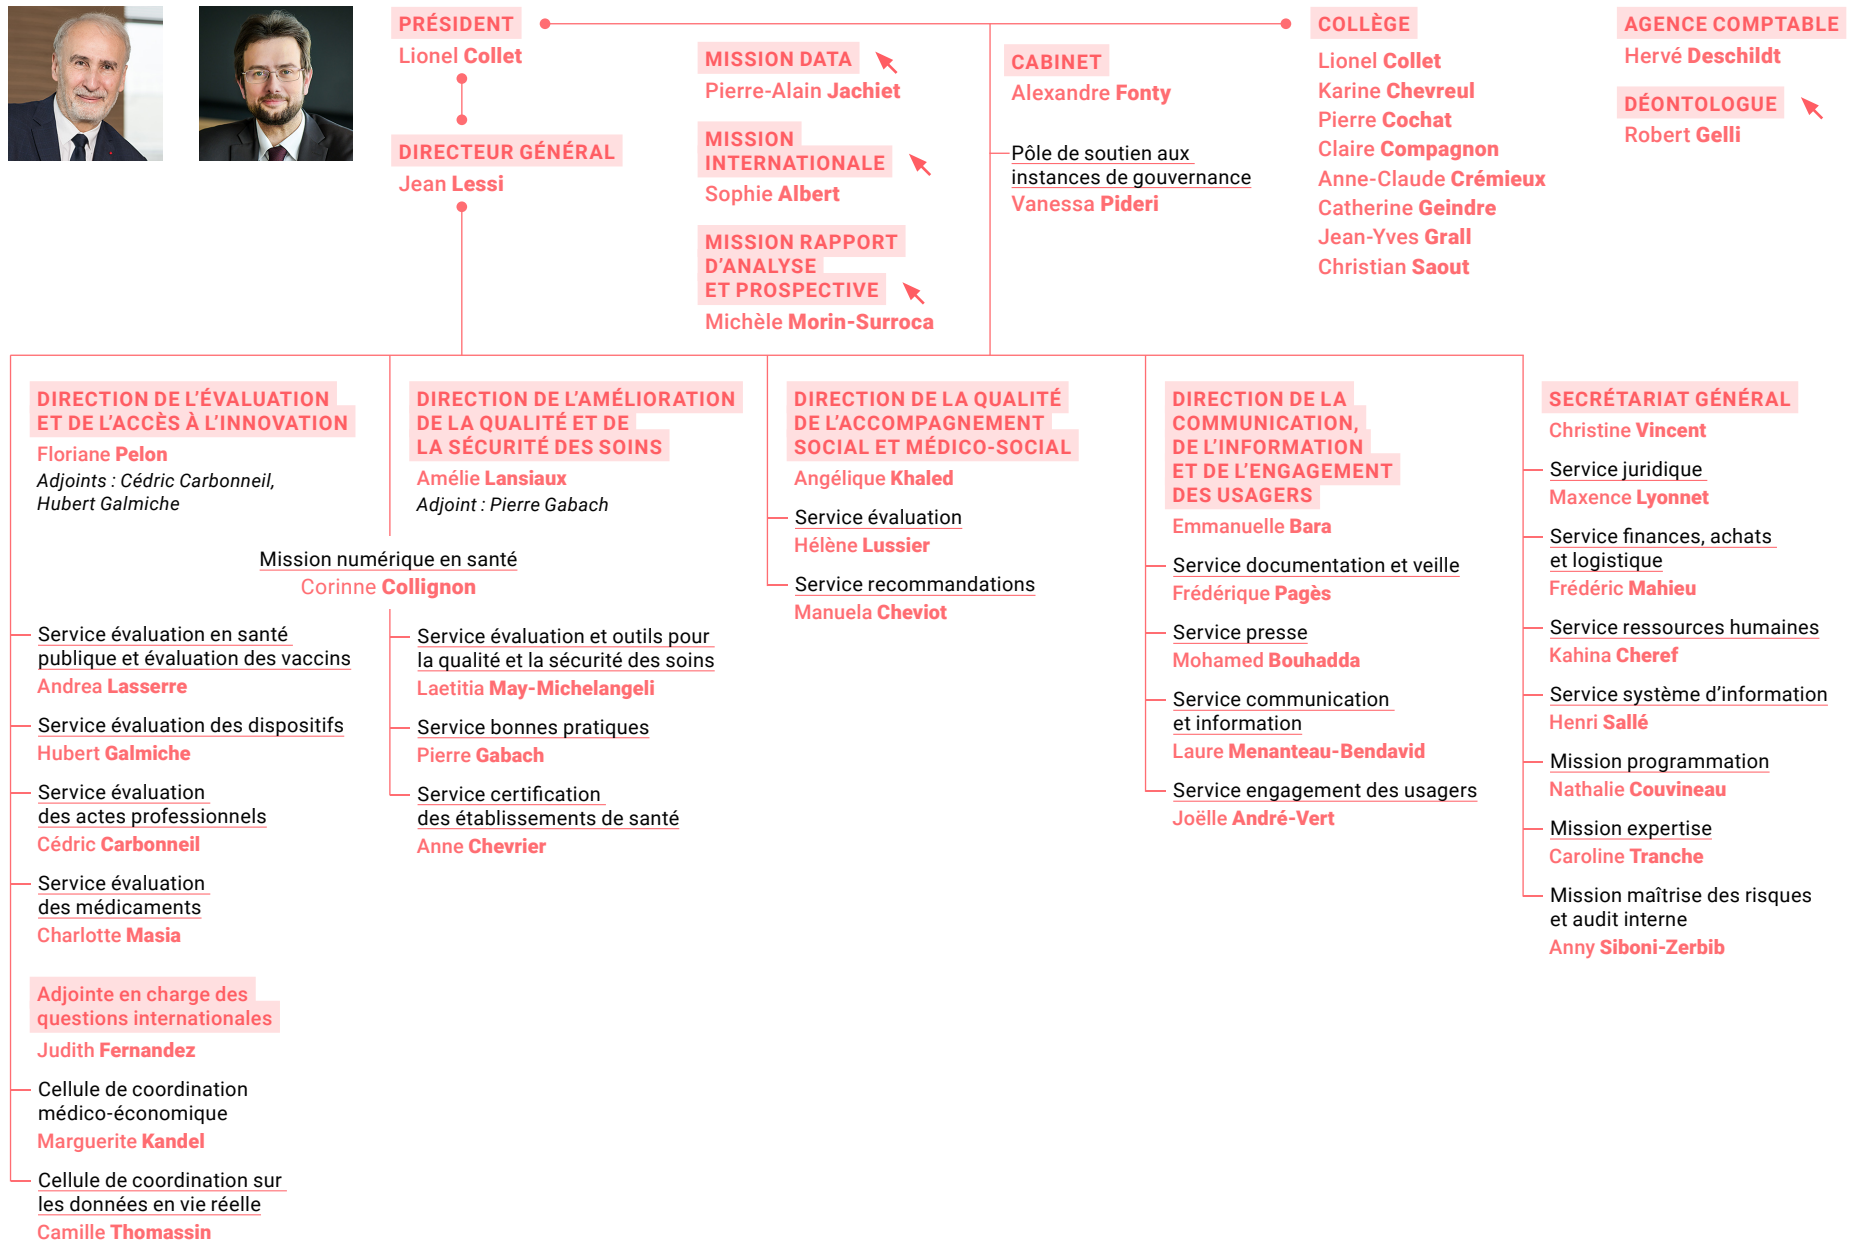 PRÉSIDENT
Lionel Collet
DIRECTEUR GÉNÉRAL
Jean Lessi
MISSION DATA
Pierre-Alain Jachiet
MISSION
INTERNATIONALE
Sophie Albert
MISSION RAPPORT
D’ANALYSE
ET PROSPECTIVE
Michèle Morin-Surroca
CABINET
Alexandre Fonty
Pôle de soutien aux
instances de gouvernance
Vanessa Pideri
COLLÈGE
Lionel Collet
Karine Chevreul
Pierre Cochat
Claire Compagnon
Anne-Claude Crémieux
Catherine Geindre
Jean-Yves Grall
Christian Saout
AGENCE COMPTABLE
Hervé Deschildt
DÉONTOLOGUE
Robert Gelli
DIRECTION DE L’ÉVALUATION
ET DE L’ACCÈS À L’INNOVATION
Floriane Pelon
Adjoints : Cédric Carbonneil,
Hubert Galmiche
DIRECTION DE L’AMÉLIORATION
DE LA QUALITÉ ET DE
LA SÉCURITÉ DES SOINS
Amélie Lansiaux
Adjoint : Pierre Gabach
Mission numérique en santé
Corinne Collignon
Service évaluation en santé
publique et évaluation des vaccins
Andrea Lasserre
Service évaluation des dispositifs
Hubert Galmiche
Service évaluation
des actes professionnels
Cédric Carbonneil
Service évaluation
des médicaments
Charlotte Masia
Adjointe en charge des
questions internationales
Judith Fernandez
Cellule de coordination
médico-économique
Marguerite Kandel
Cellule de coordination sur
les données en vie réelle
Camille Thomassin
Service évaluation et outils pour
la qualité et la sécurité des soins
Laetitia May-Michelangeli
Service bonnes pratiques
Pierre Gabach
Service certification
des établissements de santé
Anne Chevrier
DIRECTION DE LA QUALITÉ
DE L’ACCOMPAGNEMENT
SOCIAL ET MÉDICO-SOCIAL
Angélique Khaled
Service évaluation
Hélène Lussier
Service recommandations
Manuela Cheviot
DIRECTION DE LA
COMMUNICATION,
DE L’INFORMATION
ET DE L’ENGAGEMENT
DES USAGERS
Emmanuelle Bara
Service documentation et veille
Frédérique Pagès
Service presse
Mohamed Bouhadda
Service communication
et information
Laure Menanteau-Bendavid
Service engagement des usagers
Joëlle André-Vert
SECRÉTARIAT GÉNÉRAL
Christine Vincent
Service juridique
Maxence Lyonnet
Service finances, achats
et logistique
Frédéric Mahieu
Service ressources humaines
Kahina Cheref
Service système d’information
Henri Sallé
Mission programmation
Nathalie Couvineau
Mission expertise
Caroline Tranche
Mission maîtrise des risques
et audit interne
Anny Siboni-Zerbib